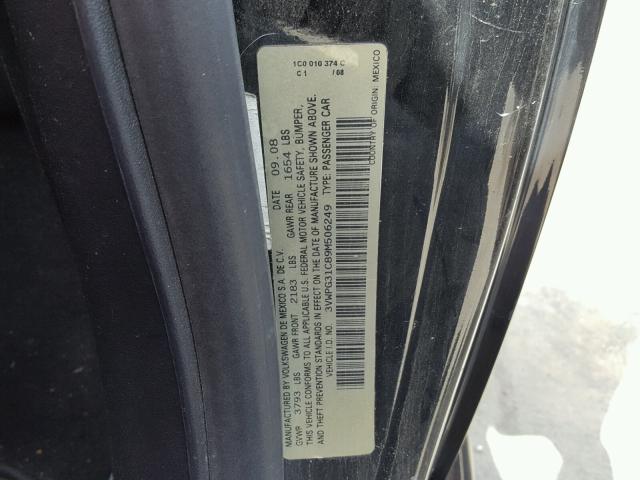 MANUFACTURED BY VOLKSWAGEN DE MEXICO S.A. DE C.V. DATE 09.08
GVWR 3793 LBS GAWR FRONT 2183 LBS GAWR REAR 1654 LBS
THIS VEHICLE CONFORMS TO ALL APPLICABLE U.S. FEDERAL MOTOR VEHICLE SAFETY, BUMPER,
AND THEFT PREVENTION STANDARDS IN EFFECT ON THE DATE OF MANUFACTURE SHOWN ABOVE.
VEHICLE I.D. NO. 3VWPG31C89M506249 TYPE: PASSENGER CAR
COUNTRY OF ORIGIN: MEXICO
1C0 010 374 C
C 1 /08